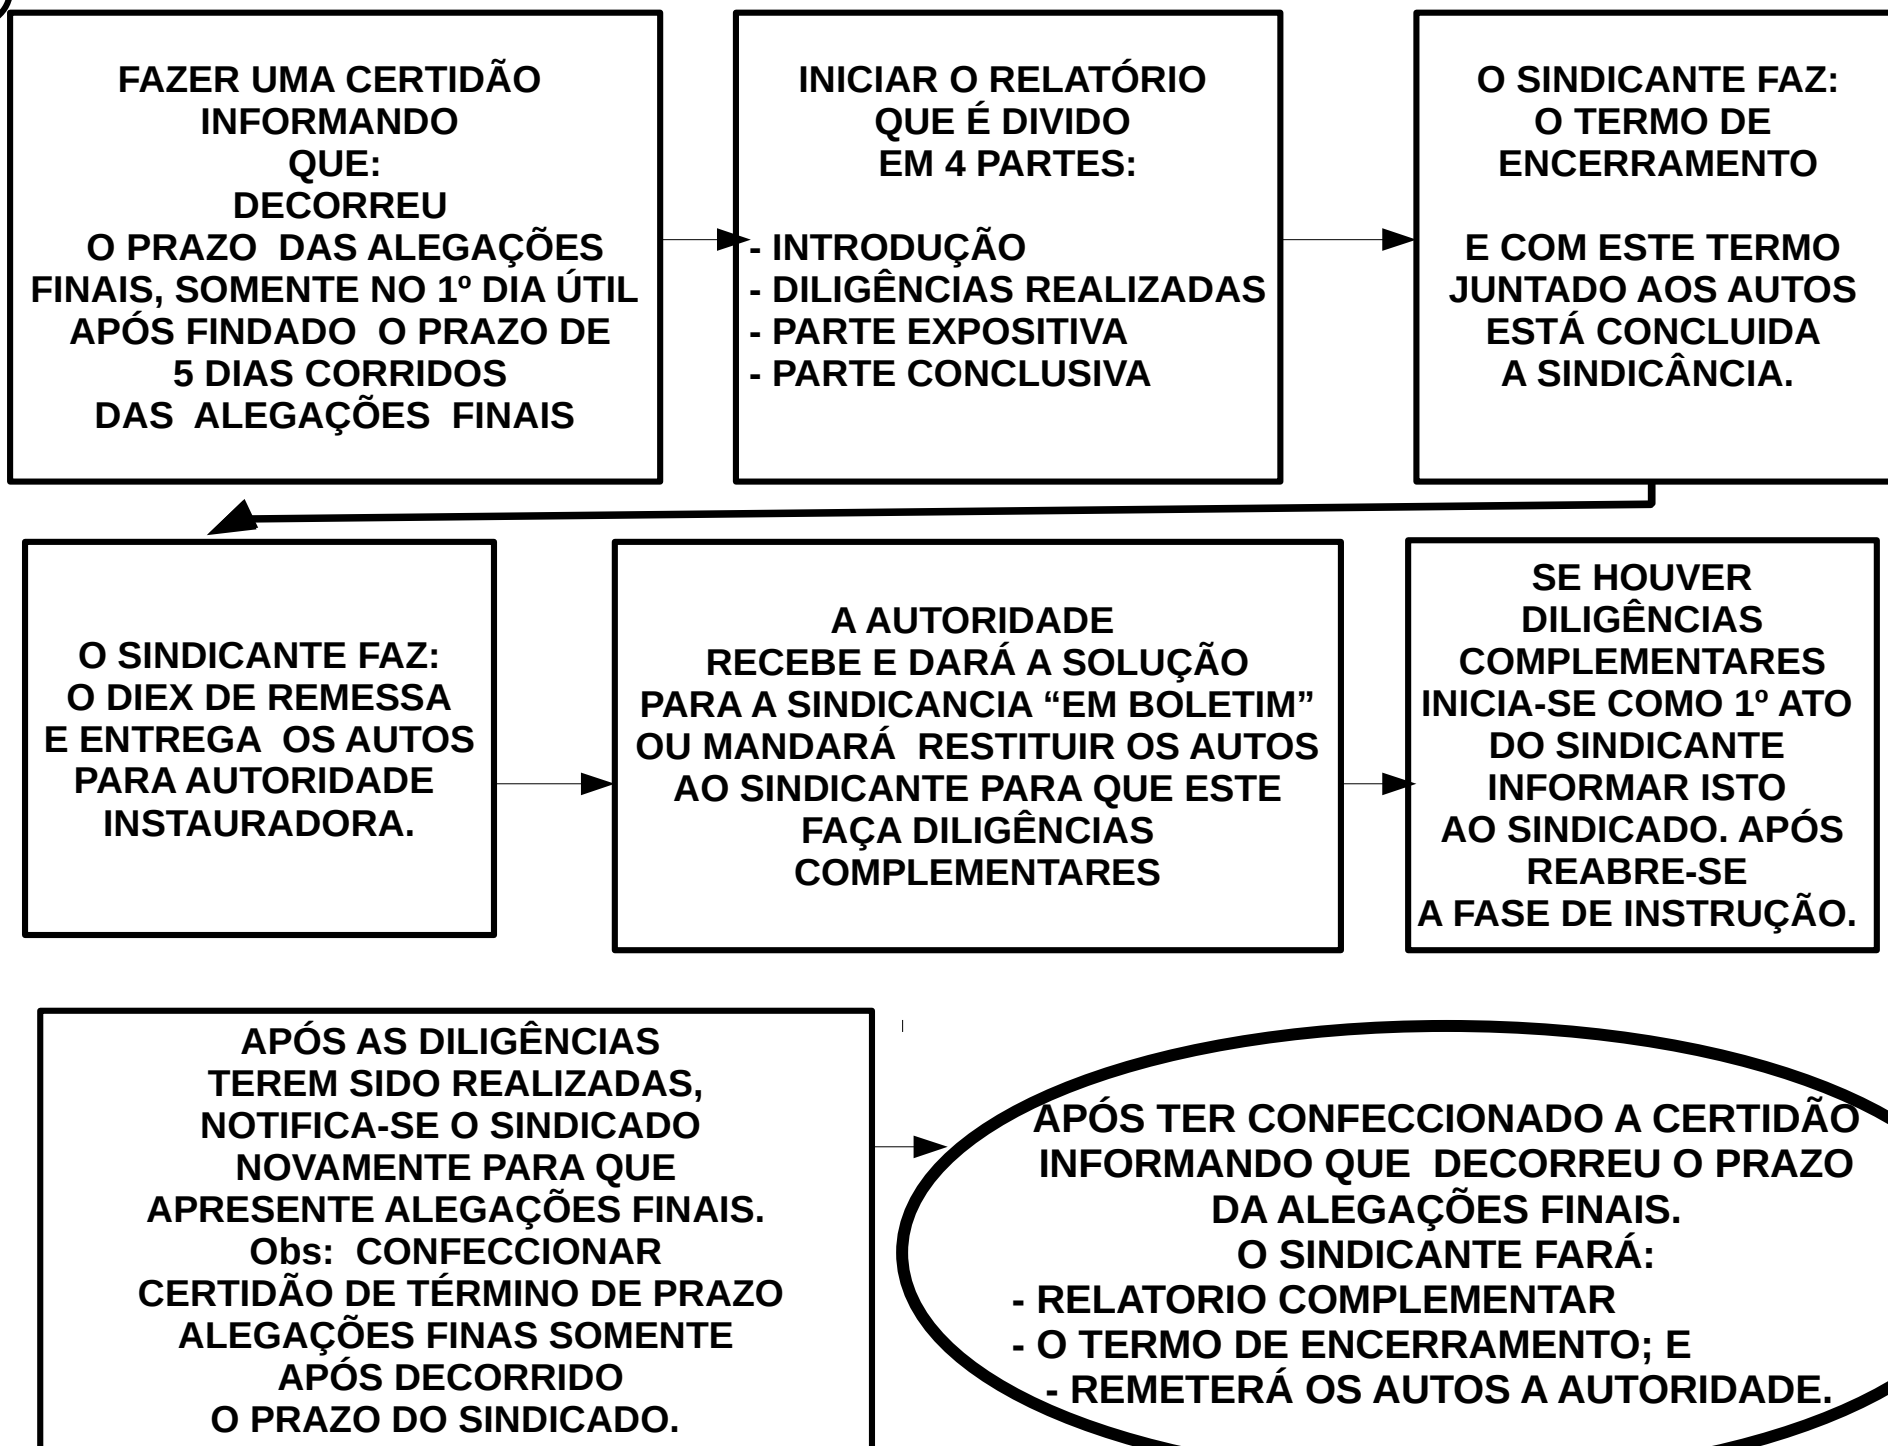 FAZER UMA CERTIDÃO
INFORMANDO
QUE:
DECORREU
O PRAZO DAS ALEGAÇÕES
FINAIS, SOMENTE NO 1º DIA ÚTIL
APÓS FINDADO O PRAZO DE
5 DIAS CORRIDOS
DAS ALEGAÇÕES FINAIS
INICIAR O RELATÓRIO
QUE É DIVIDO
EM 4 PARTES:
- INTRODUÇÃO
- DILIGÊNCIAS REALIZADAS
- PARTE EXPOSITIVA
- PARTE CONCLUSIVA
O SINDICANTE FAZ:
O TERMO DE
ENCERRAMENTO
E COM ESTE TERMO
JUNTADO AOS AUTOS
ESTÁ CONCLUIDA
A SINDICÂNCIA.
O SINDICANTE FAZ:
O DIEX DE REMESSA
E ENTREGA OS AUTOS
PARA AUTORIDADE
INSTAURADORA.
A AUTORIDADE
RECEBE E DARÁ A SOLUÇÃO
PARA A SINDICANCIA “EM BOLETIM”
OU MANDARÁ RESTITUIR OS AUTOS
AO SINDICANTE PARA QUE ESTE
FAÇA DILIGÊNCIAS
COMPLEMENTARES
SE HOUVER
DILIGÊNCIAS
COMPLEMENTARES
INICIA-SE COMO 1º ATO
DO SINDICANTE
INFORMAR ISTO
AO SINDICADO. APÓS
REABRE-SE
A FASE DE INSTRUÇÃO.
APÓS AS DILIGÊNCIAS
TEREM SIDO REALIZADAS,
NOTIFICA-SE O SINDICADO
NOVAMENTE PARA QUE
APRESENTE ALEGAÇÕES FINAIS.
Obs: CONFECCIONAR
CERTIDÃO DE TÉRMINO DE PRAZO
ALEGAÇÕES FINAS SOMENTE
APÓS DECORRIDO
O PRAZO DO SINDICADO.
APÓS TER CONFECCIONADO A CERTIDÃO
INFORMANDO QUE DECORREU O PRAZO
DA ALEGAÇÕES FINAIS.
O SINDICANTE FARÁ:
- RELATORIO COMPLEMENTAR
- O TERMO DE ENCERRAMENTO; E
- REMETERÁ OS AUTOS A AUTORIDADE.